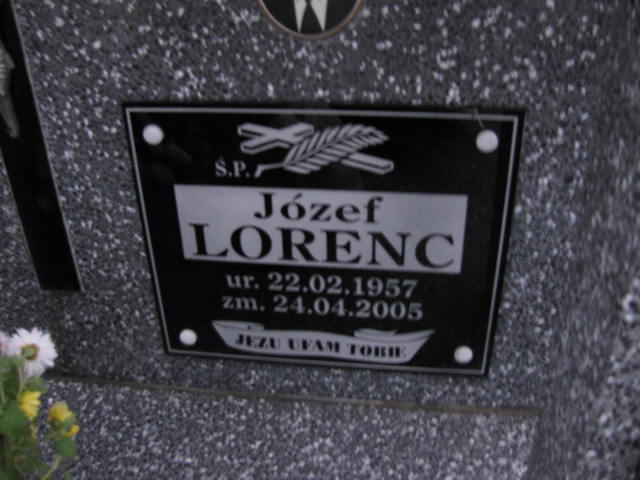 Ś.P.
Józef
LORENC
ur. 22.02.1957
zm. 24.04.2005
JEZU UFAM TOBIE